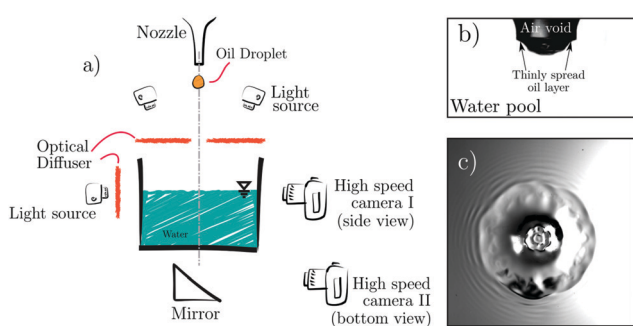 Nozzle
Oil Droplet
a)
Light
source
Optical
Diffuser
Light source
Water
High speed
camera I
(side view)
High speed
camera II
(bottom view)
Mirror
b)
Air void
Thinly spread
oil layer
Water pool
c)